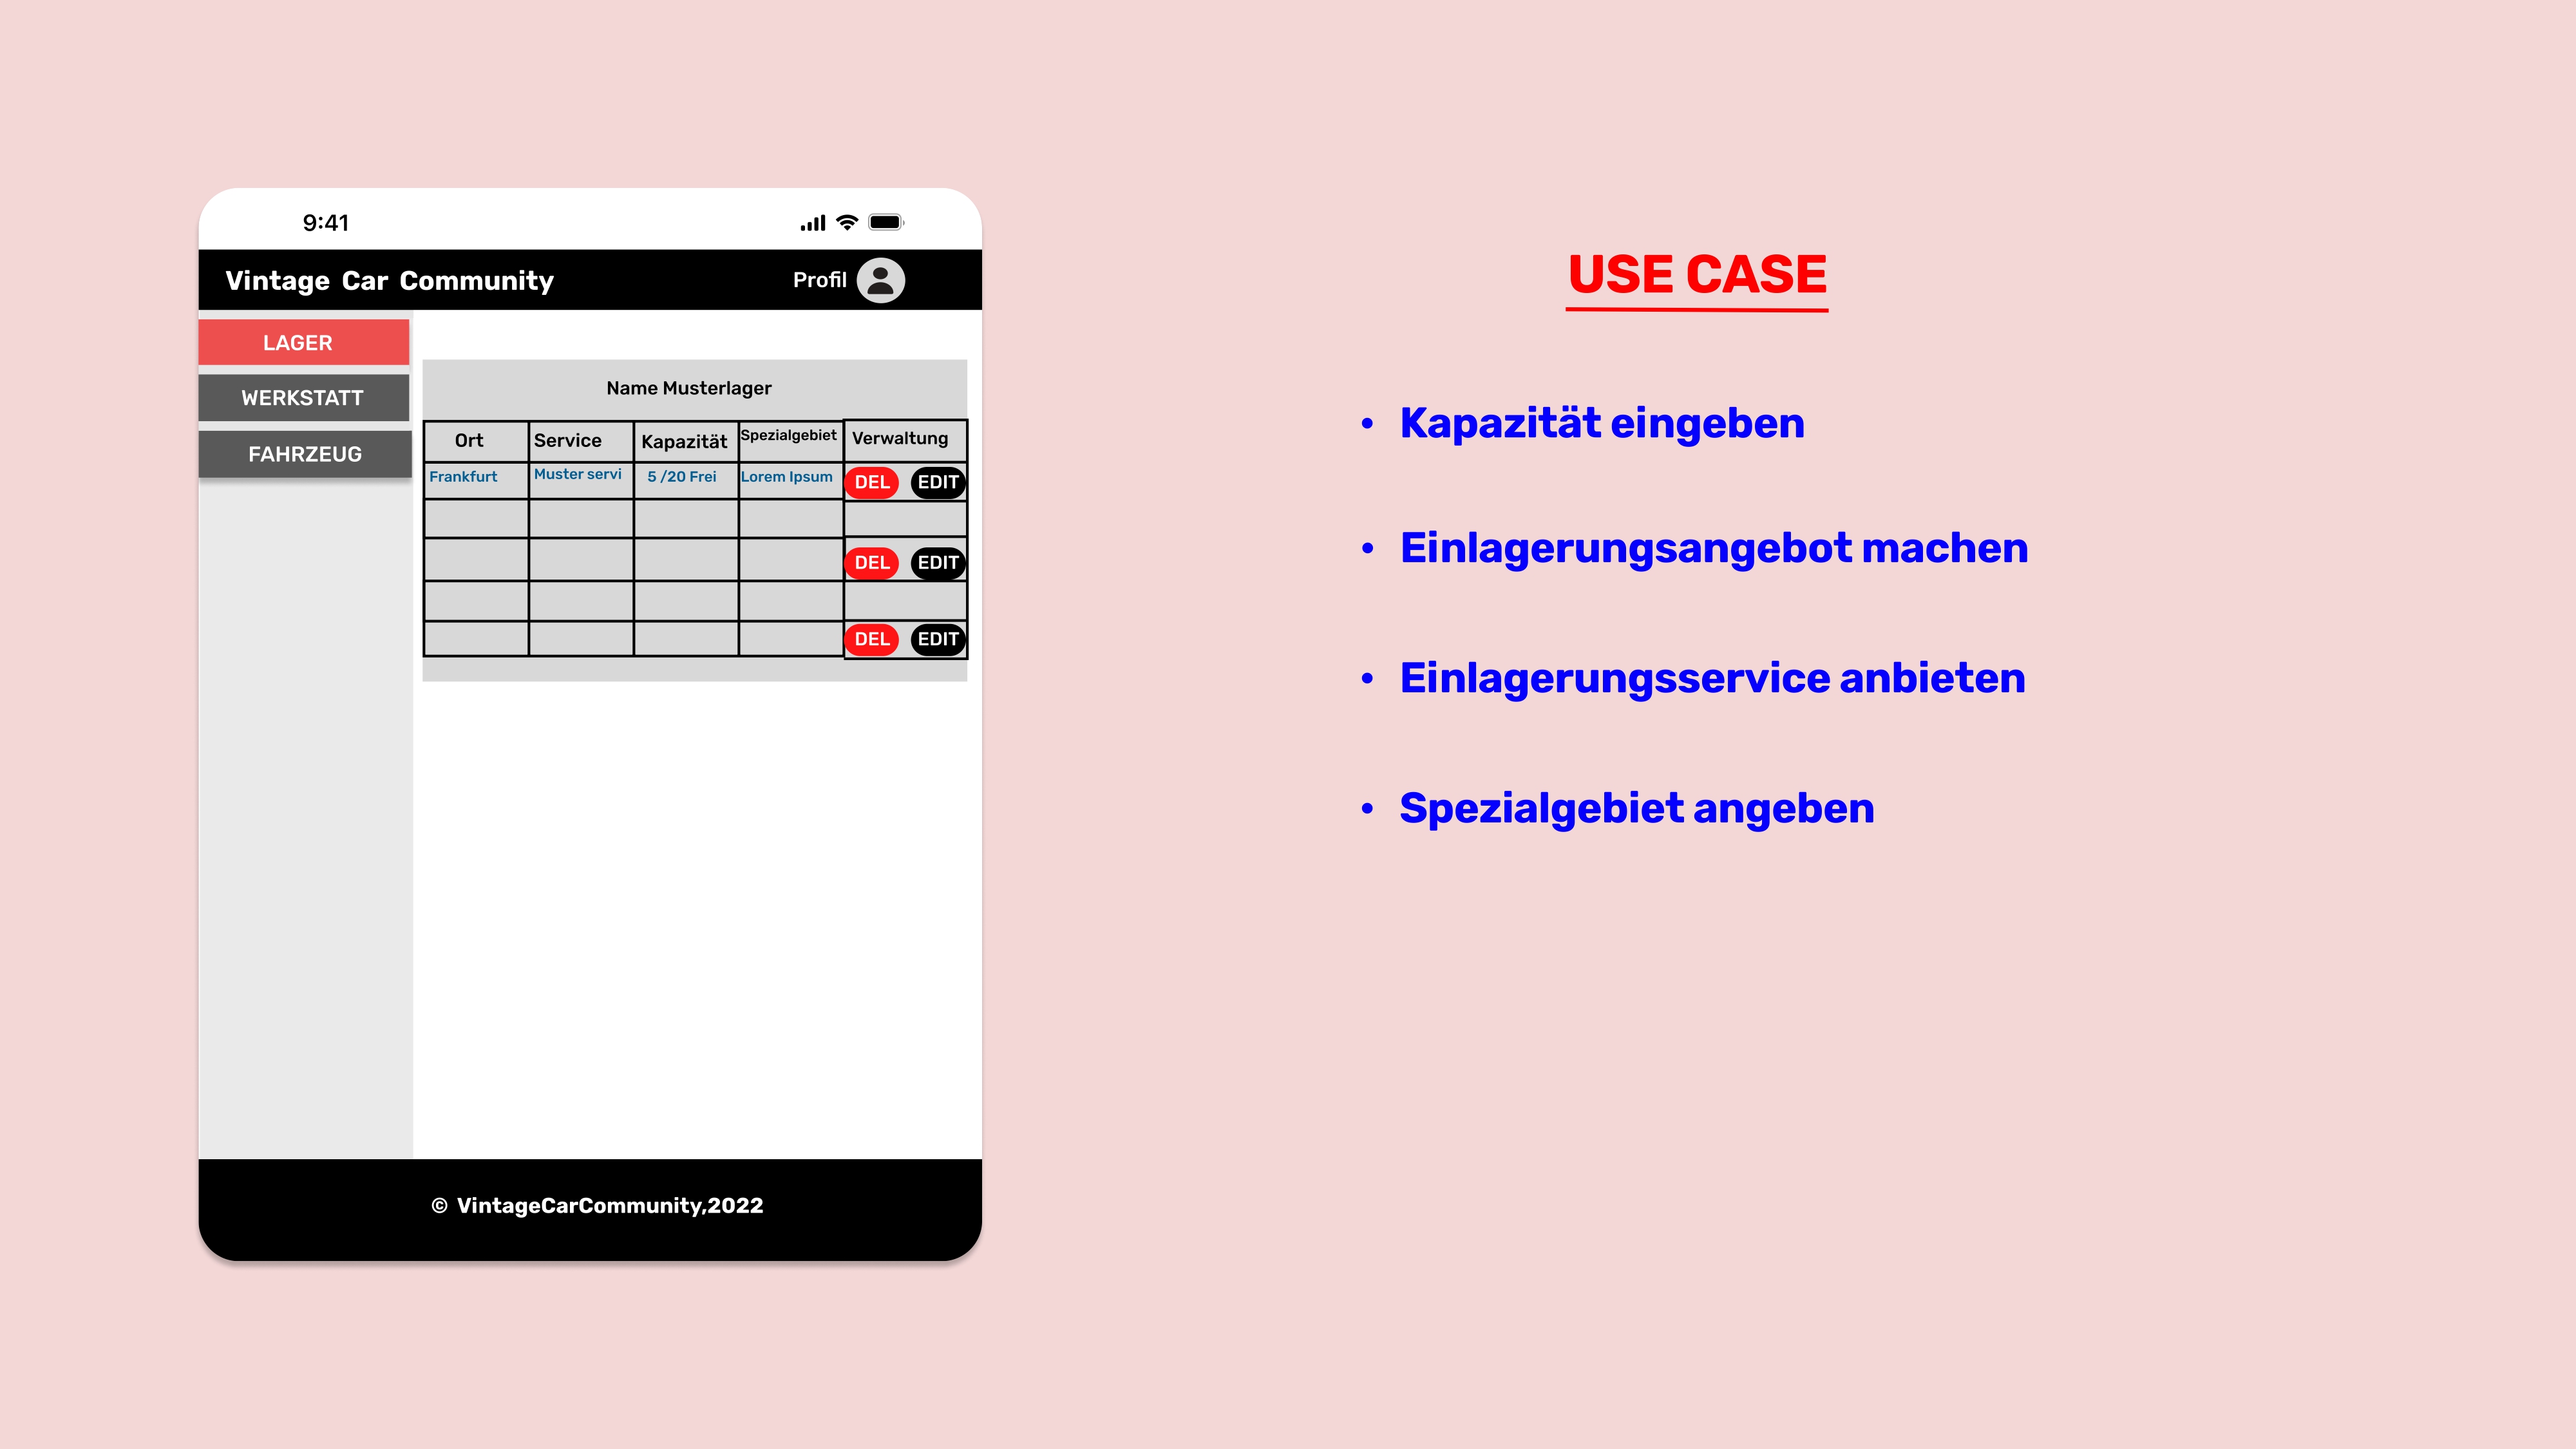 9:41
Vintage Car Community
Profil
LAGER
WERKSTATT
FAHRZEUG
Name Musterlager
Ort Service Kapazität Spezialgebiet Verwaltung
Frankfurt Muster servi 5 /20 Frei Lorem Ipsum DEL EDIT
DEL EDIT
DEL EDIT
© VintageCarCommunity,2022
USE CASE
• Kapazität eingeben
• Einlagerungsangebot machen
• Einlagerungsservice anbieten
• Spezialgebiet angeben